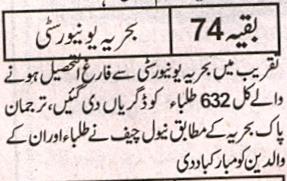 بقیہ 74 بحریہ یونیورسٹی
تقریب میں بحریہ یونیورسٹی سے فارغ التحصیل ہونے
والے کل 632 طلباء کو ڈگریاں دی گئیں، ترجمان
پاک بحریہ کے مطابق نیول چیف نے طلباء اور ان کے
والدین کو مبارکباد دی